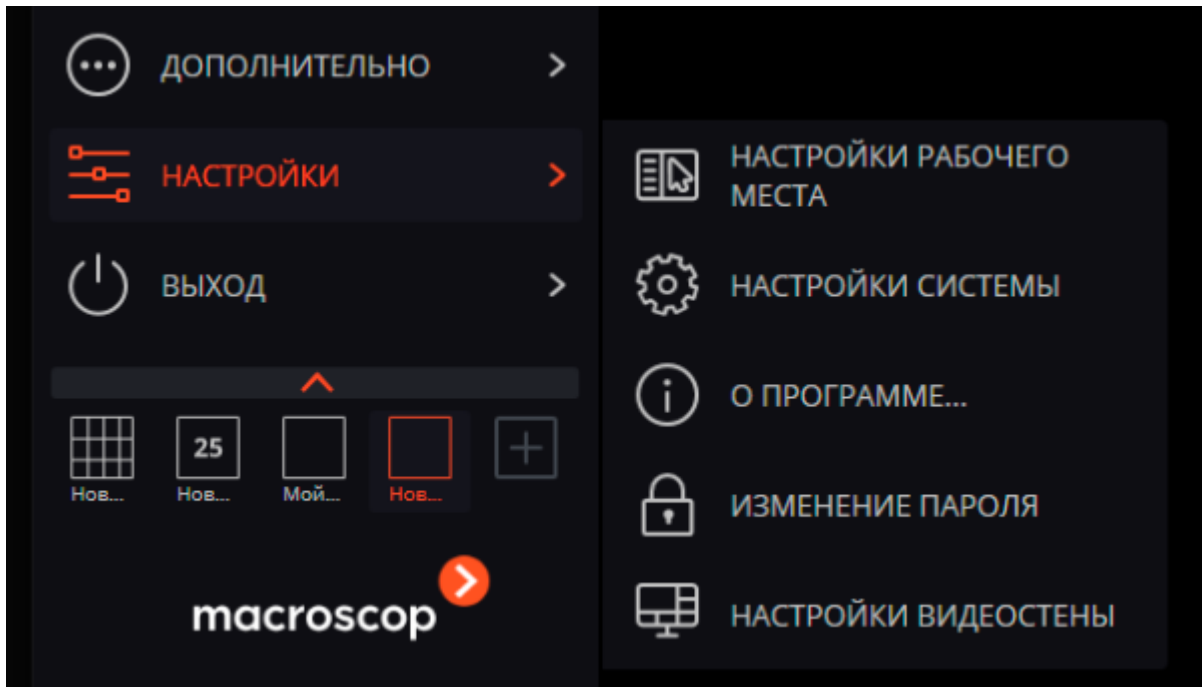 ДОПОЛНИТЕЛЬНО
НАСТРОЙКИ
ВЫХОД
25
Нов...
Нов...
Мой...
Нов...
macroscop
НАСТРОЙКИ РАБОЧЕГО
МЕСТА
НАСТРОЙКИ СИСТЕМЫ
О ПРОГРАММЕ...
ИЗМЕНЕНИЕ ПАРОЛЯ
НАСТРОЙКИ ВИДЕОСТЕНЫ